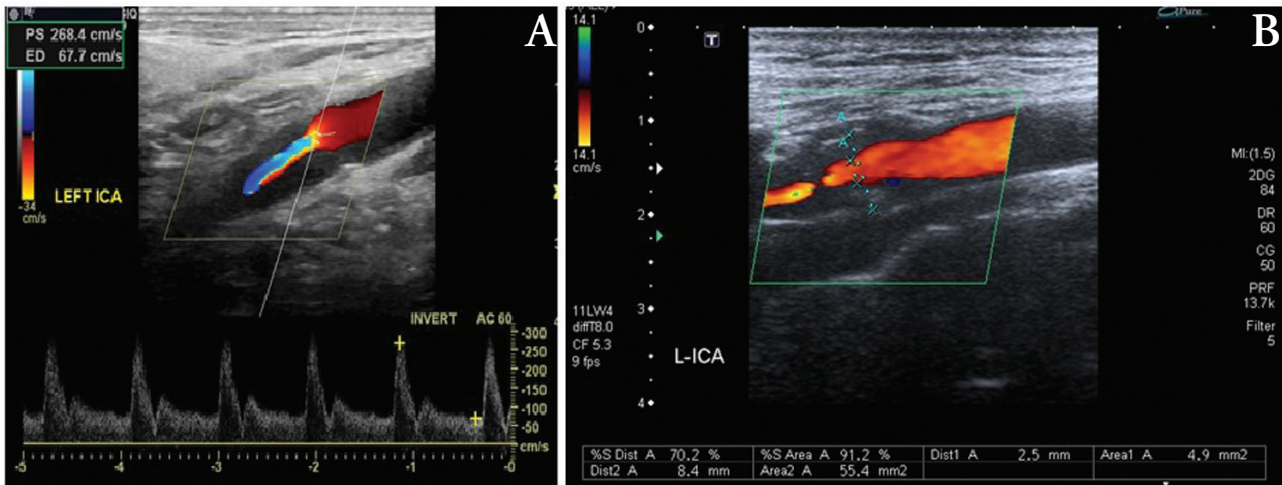 A
PS 268.4 cm/s
ED 67.7 cm/s
-34
cm/s
LEFT ICA
INVERT AC 60
-300
-250
-200
-150
-100
-50
cm/s
-5 -4 -3 -2 -1 -0
B
14.1
14.1
cm/s
T
Pure
0
1
2
3
4
A
A
MI:(1.5)
2DG
84
DR
60
CG
50
PRF
13.7k
Filter
5
11LW4
diffT8.0
CF 5.3
9 fps
L-ICA
%S Dist A 70.2 % %S Area A 91.2 % Dist1 A 2.5 mm Area1 A 4.9 mm2
Dist2 A 8.4 mm Area2 A 55.4 mm2